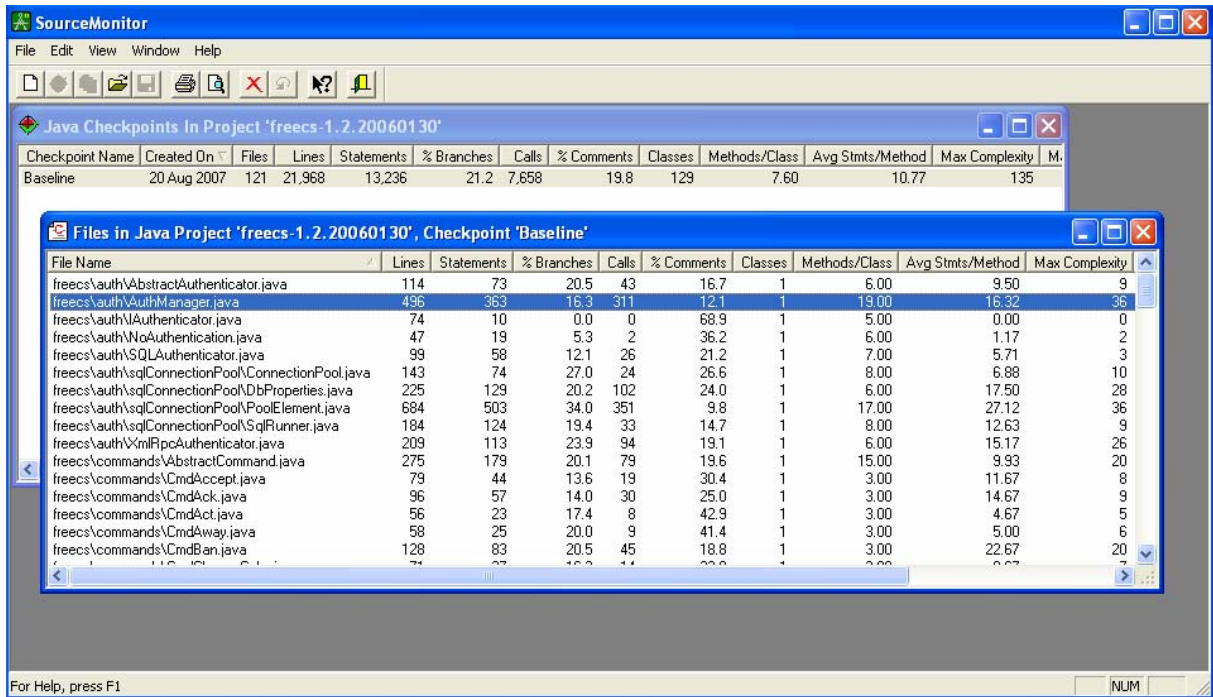 SourceMonitor
File Edit View Window Help
Java Checkpoints In Project 'freecs-1.2.20060130'
Checkpoint Name Created On Files Lines Statements % Branches Calls % Comments Classes Methods/Class Avg Stmts/Method Max Complexity M
Baseline 20 Aug 2007 121 21,968 13,236 21.2 7,658 19.8 129 7.60 10.77 135
Files in Java Project 'freecs-1.2.20060130', Checkpoint 'Baseline'
File Name Lines Statements % Branches Calls % Comments Classes Methods/Class Avg Stmts/Method Max Complexity
freecs\auth\AbstractAuthenticator.java 114 73 20.5 43 16.7 1 6.00 9.50 9
freecs\auth\AuthManager.java 496 363 16.3 311 12.1 1 19.00 16.32 36
freecs\auth\IAuthenticator.java 74 10 0.0 0 68.9 1 5.00 0.00 0
freecs\auth\NoAuthentication.java 47 19 5.3 2 36.2 1 6.00 1.17 2
freecs\auth\SQLAuthenticator.java 99 58 12.1 26 21.2 1 7.00 5.71 3
freecs\auth\sqlConnectionPool\ConnectionPool.java 143 74 27.0 24 26.6 1 8.00 6.88 10
freecs\auth\sqlConnectionPool\DbProperties.java 225 129 20.2 102 24.0 1 6.00 17.50 28
freecs\auth\sqlConnectionPool\PoolElement.java 684 503 34.0 351 9.8 1 17.00 27.12 36
freecs\auth\sqlConnectionPool\SqlRunner.java 184 124 19.4 33 14.7 1 8.00 12.63 9
freecs\auth\XmlRpcAuthenticator.java 209 113 23.9 94 19.1 1 6.00 15.17 26
freecs\commands\AbstractCommand.java 275 179 20.1 79 19.6 1 15.00 9.93 20
freecs\commands\CmdAccept.java 79 44 13.6 19 30.4 1 3.00 11.67 8
freecs\commands\CmdAck.java 96 57 14.0 30 25.0 1 3.00 14.67 9
freecs\commands\CmdAct.java 56 23 17.4 8 42.9 1 3.00 4.67 5
freecs\commands\CmdAway.java 58 25 20.0 9 41.4 1 3.00 5.00 6
freecs\commands\CmdBan.java 128 83 20.5 45 18.8 1 3.00 22.67 20
For Help, press F1
NUM